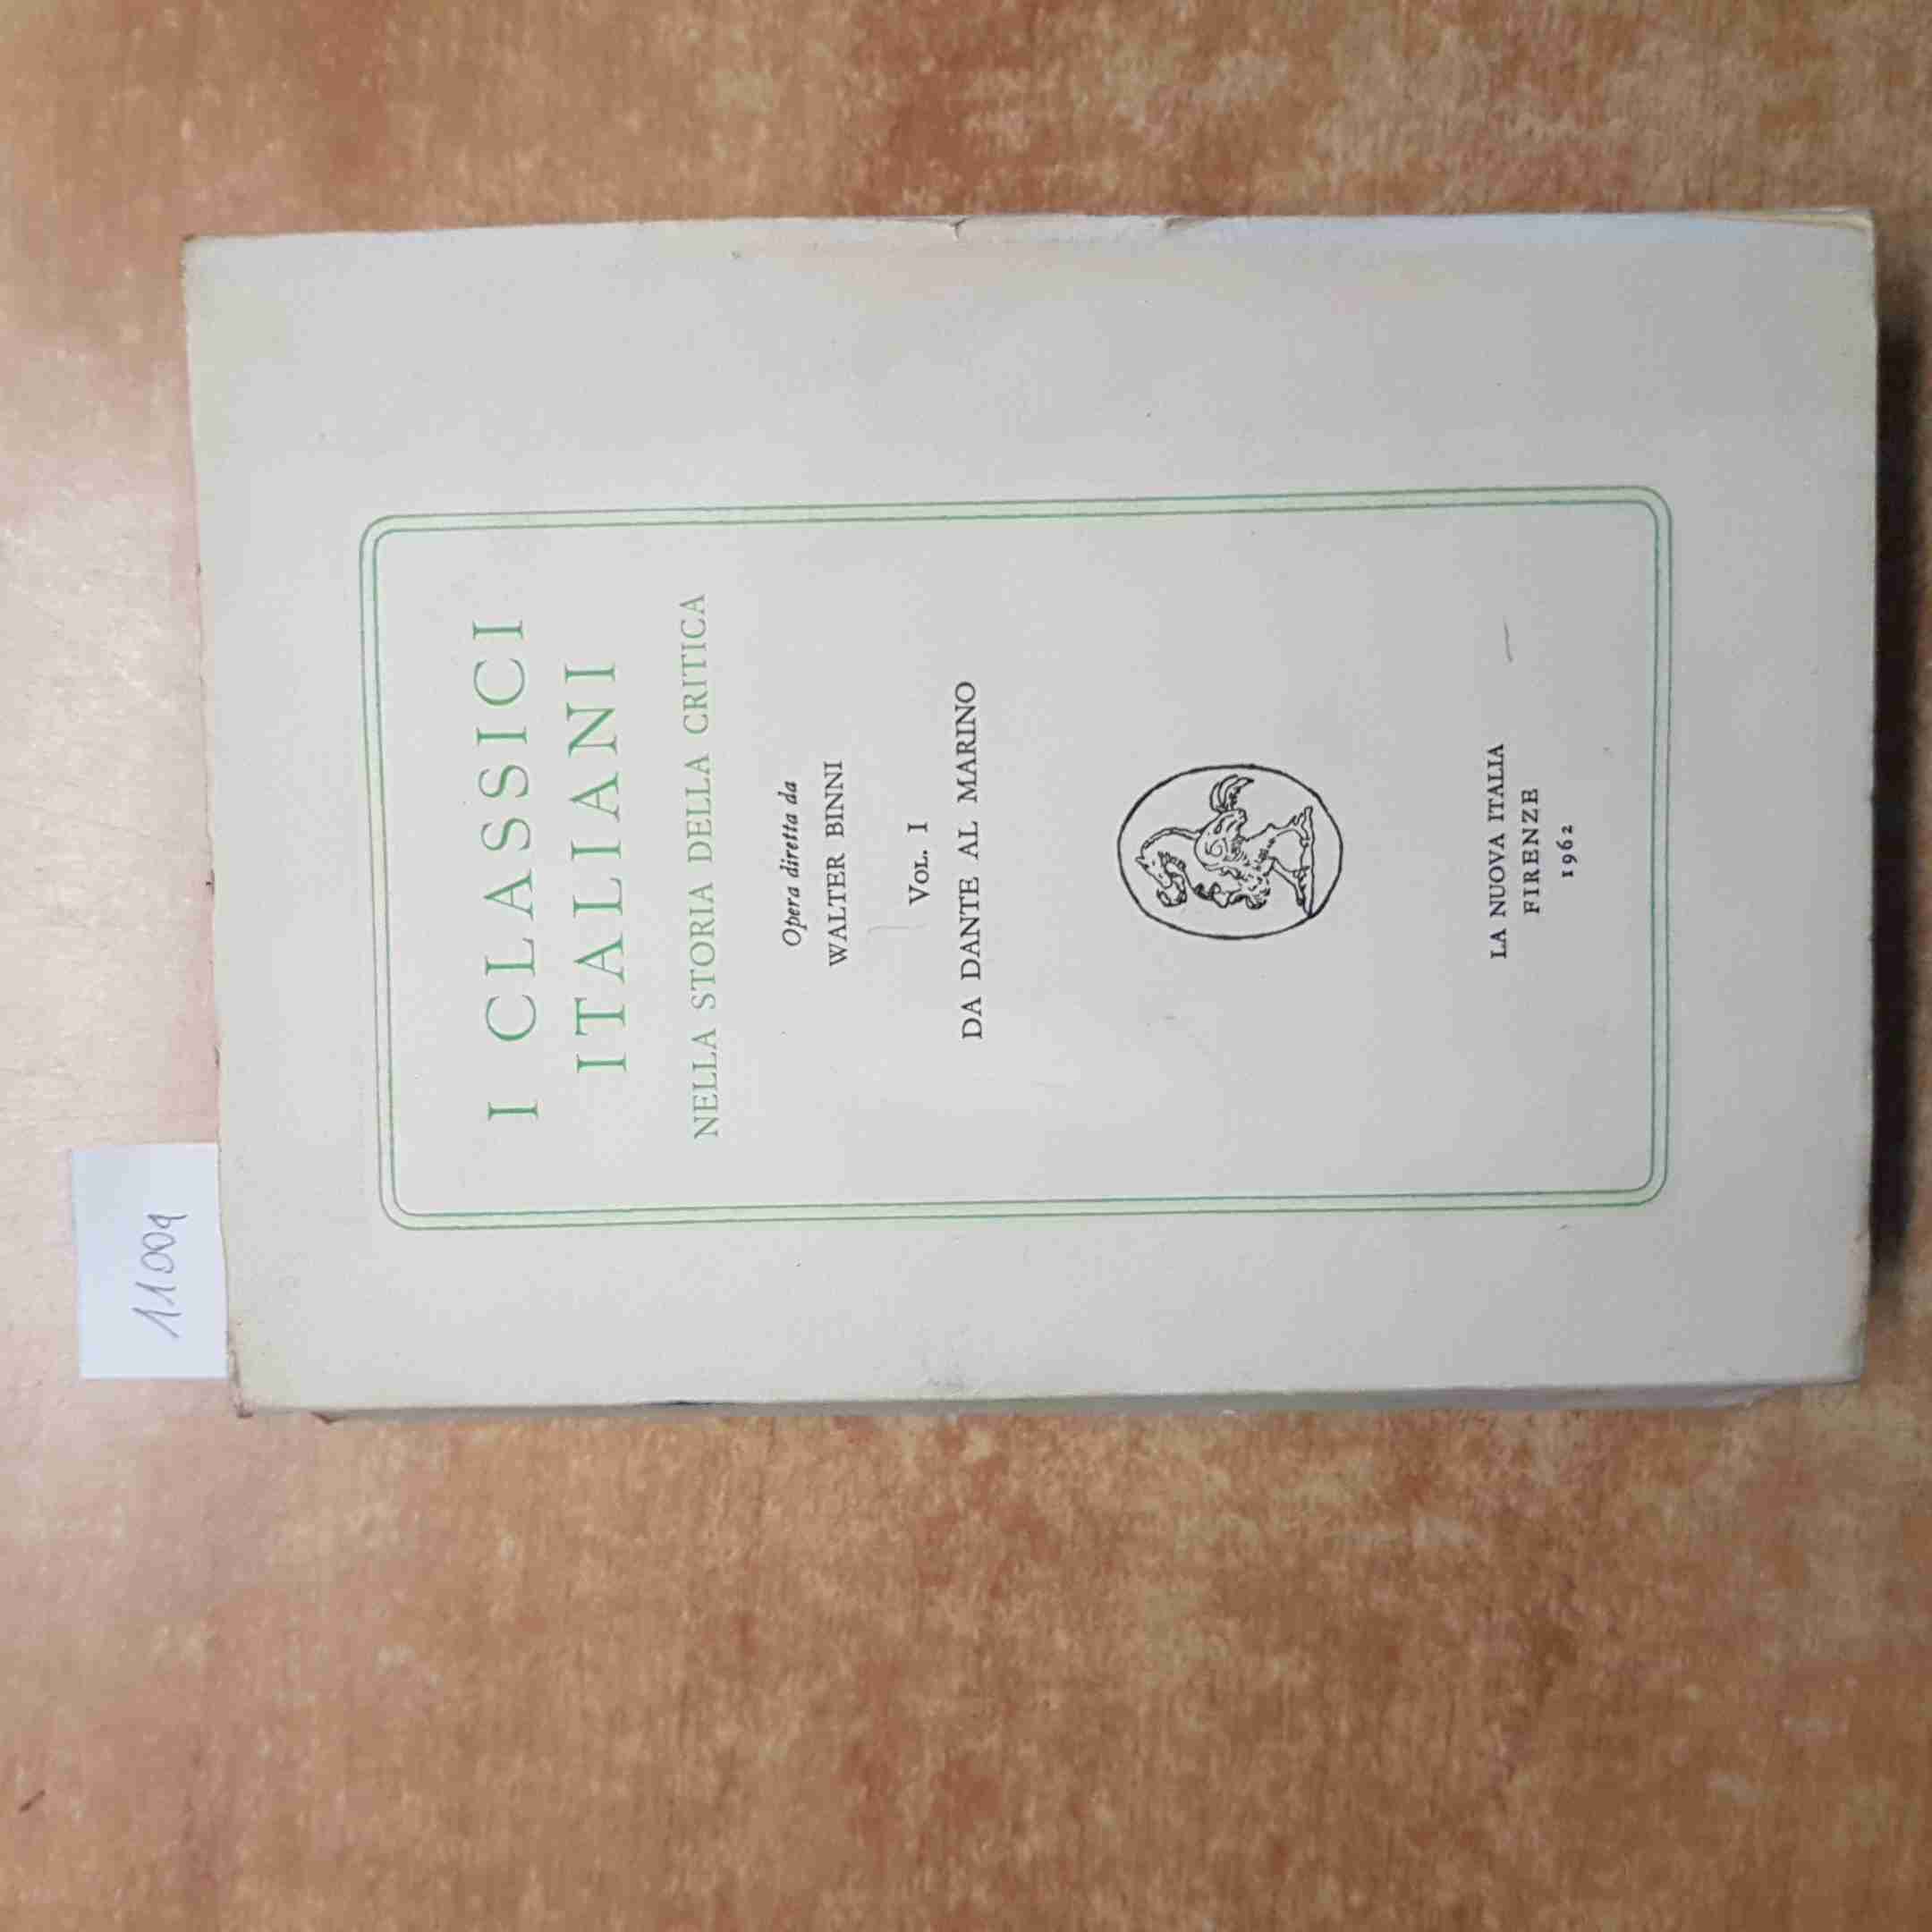 11009
I CLASSICI
ITALIANI
NELLA STORIA DELLA CRITICA
Opera diretta da
WALTER BINNI
VOL. I
DA DANTE AL MARINO
LA NUOVA ITALIA
FIRENZE
1962